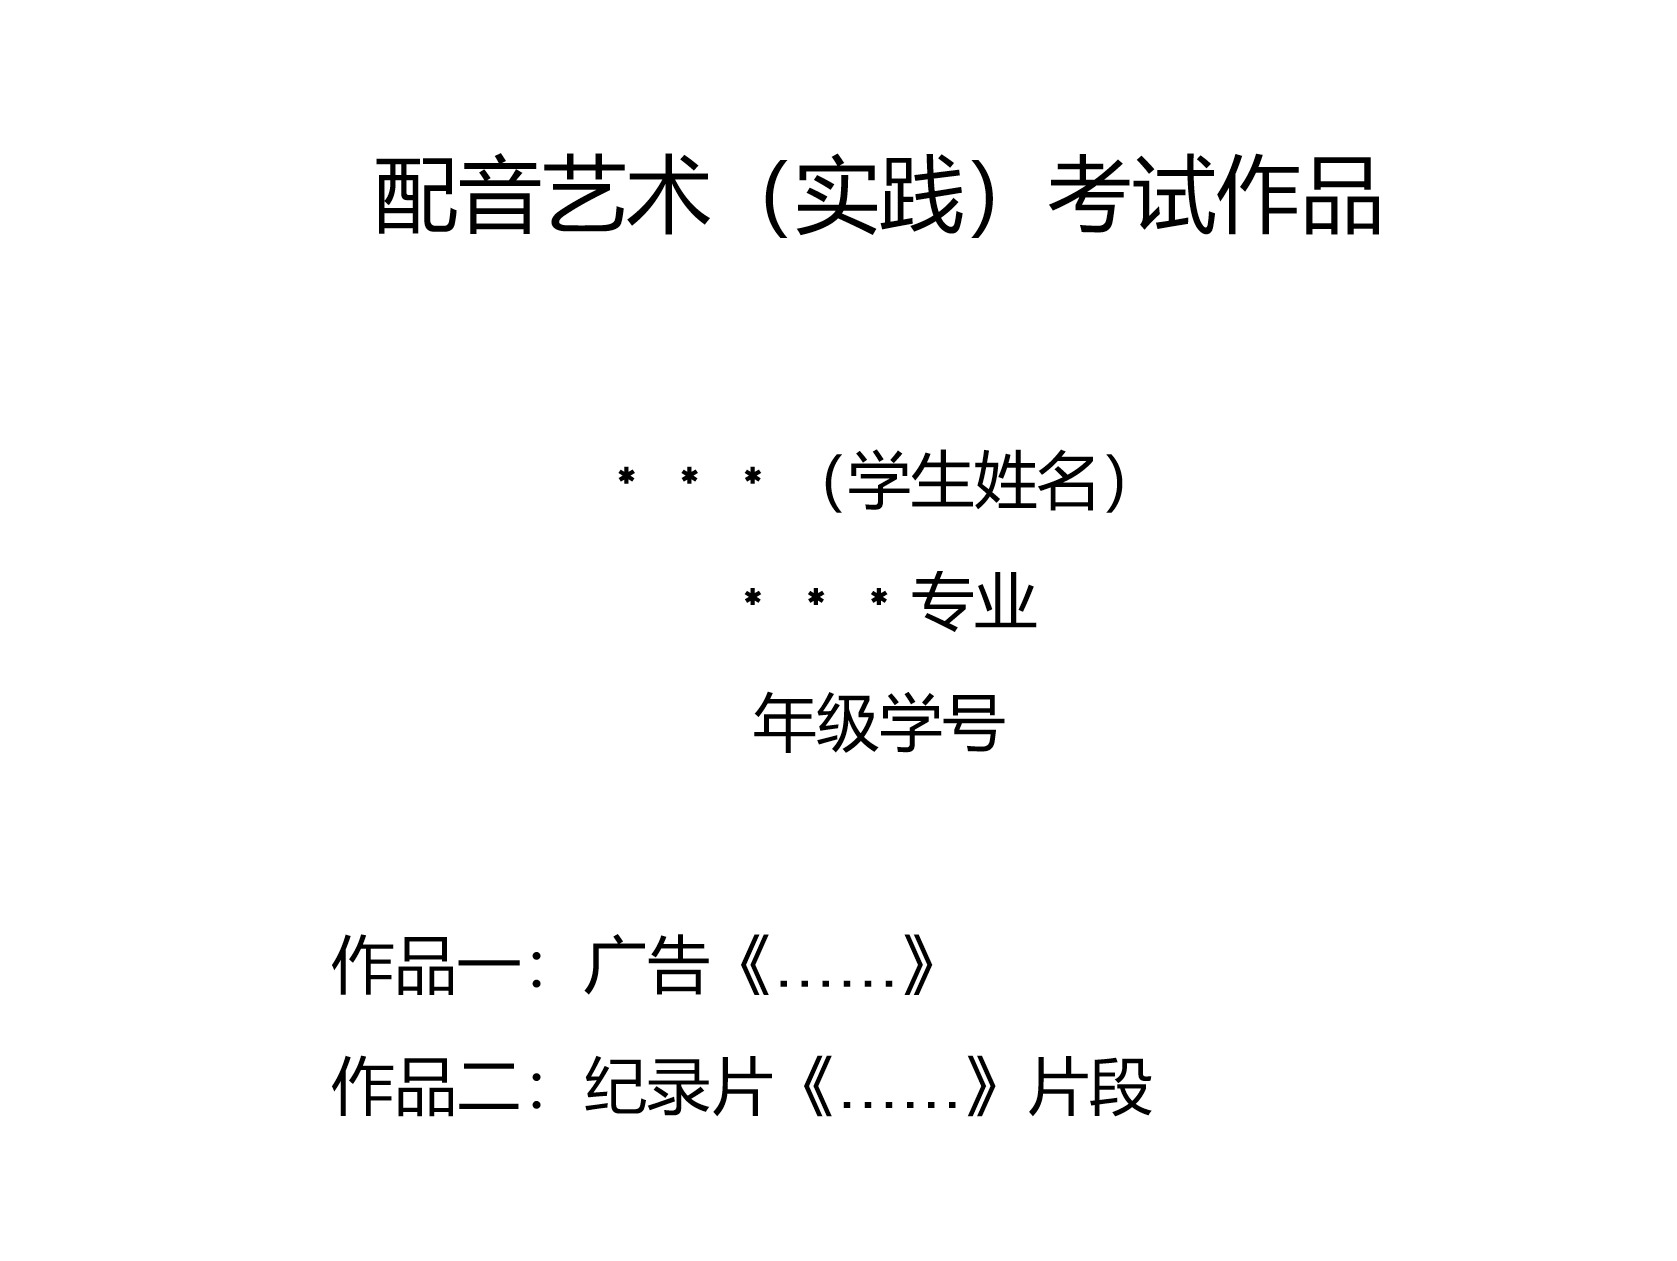 配音艺术（实践）考试作品
＊＊＊（学生姓名）
＊＊＊专业
年级学号
作品一：广告《……》
作品二：纪录片《……》片段